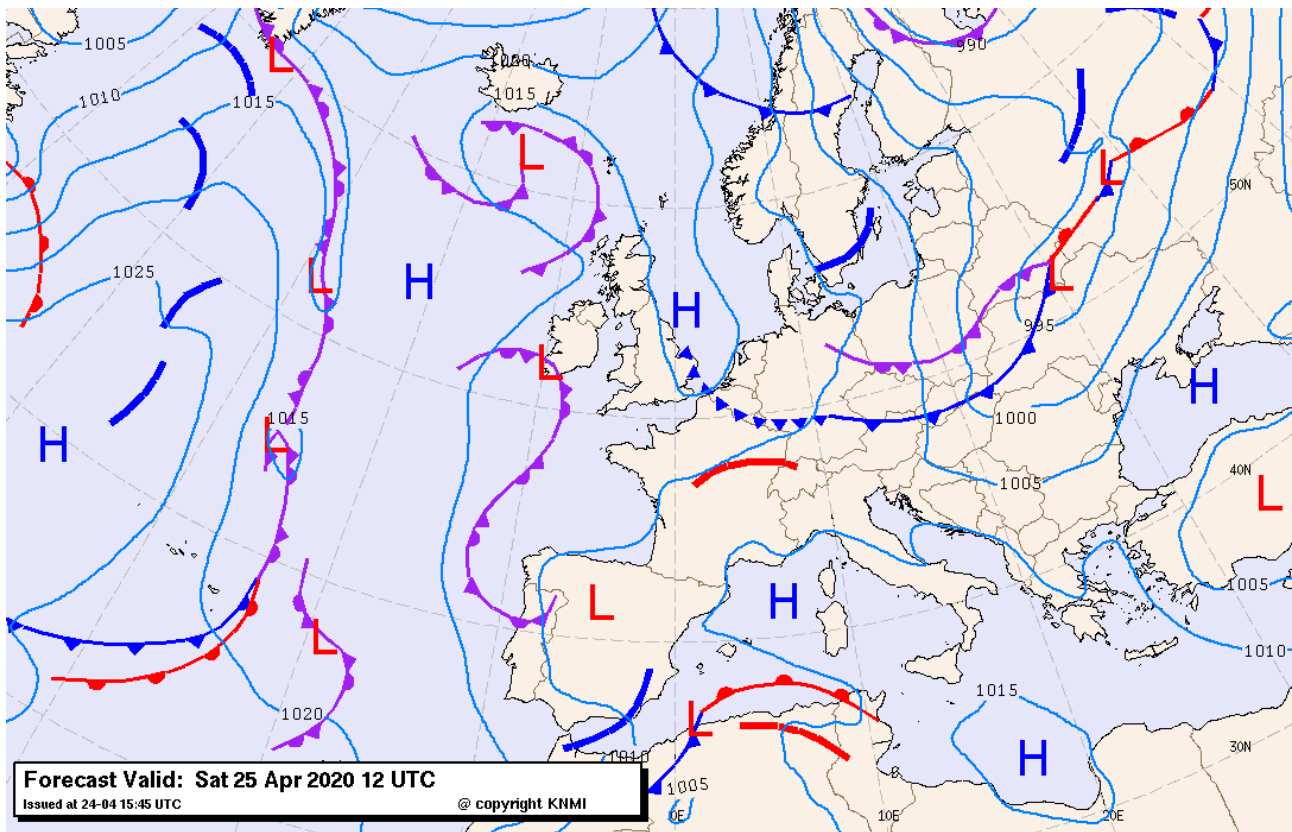 1005
990
1000
1010
1015
1015
50N
1025
995
H
H
H
H
L
L
L
L
L
1015
L
1000
H
40N
1005
L
L
H
1005
1010
L
1015
1020
L
H
30N
1010
1005
0E
10E
20E
Forecast Valid: Sat 25 Apr 2020 12 UTC
Issued at 24-04 15:45 UTC
@ copyright KNMI